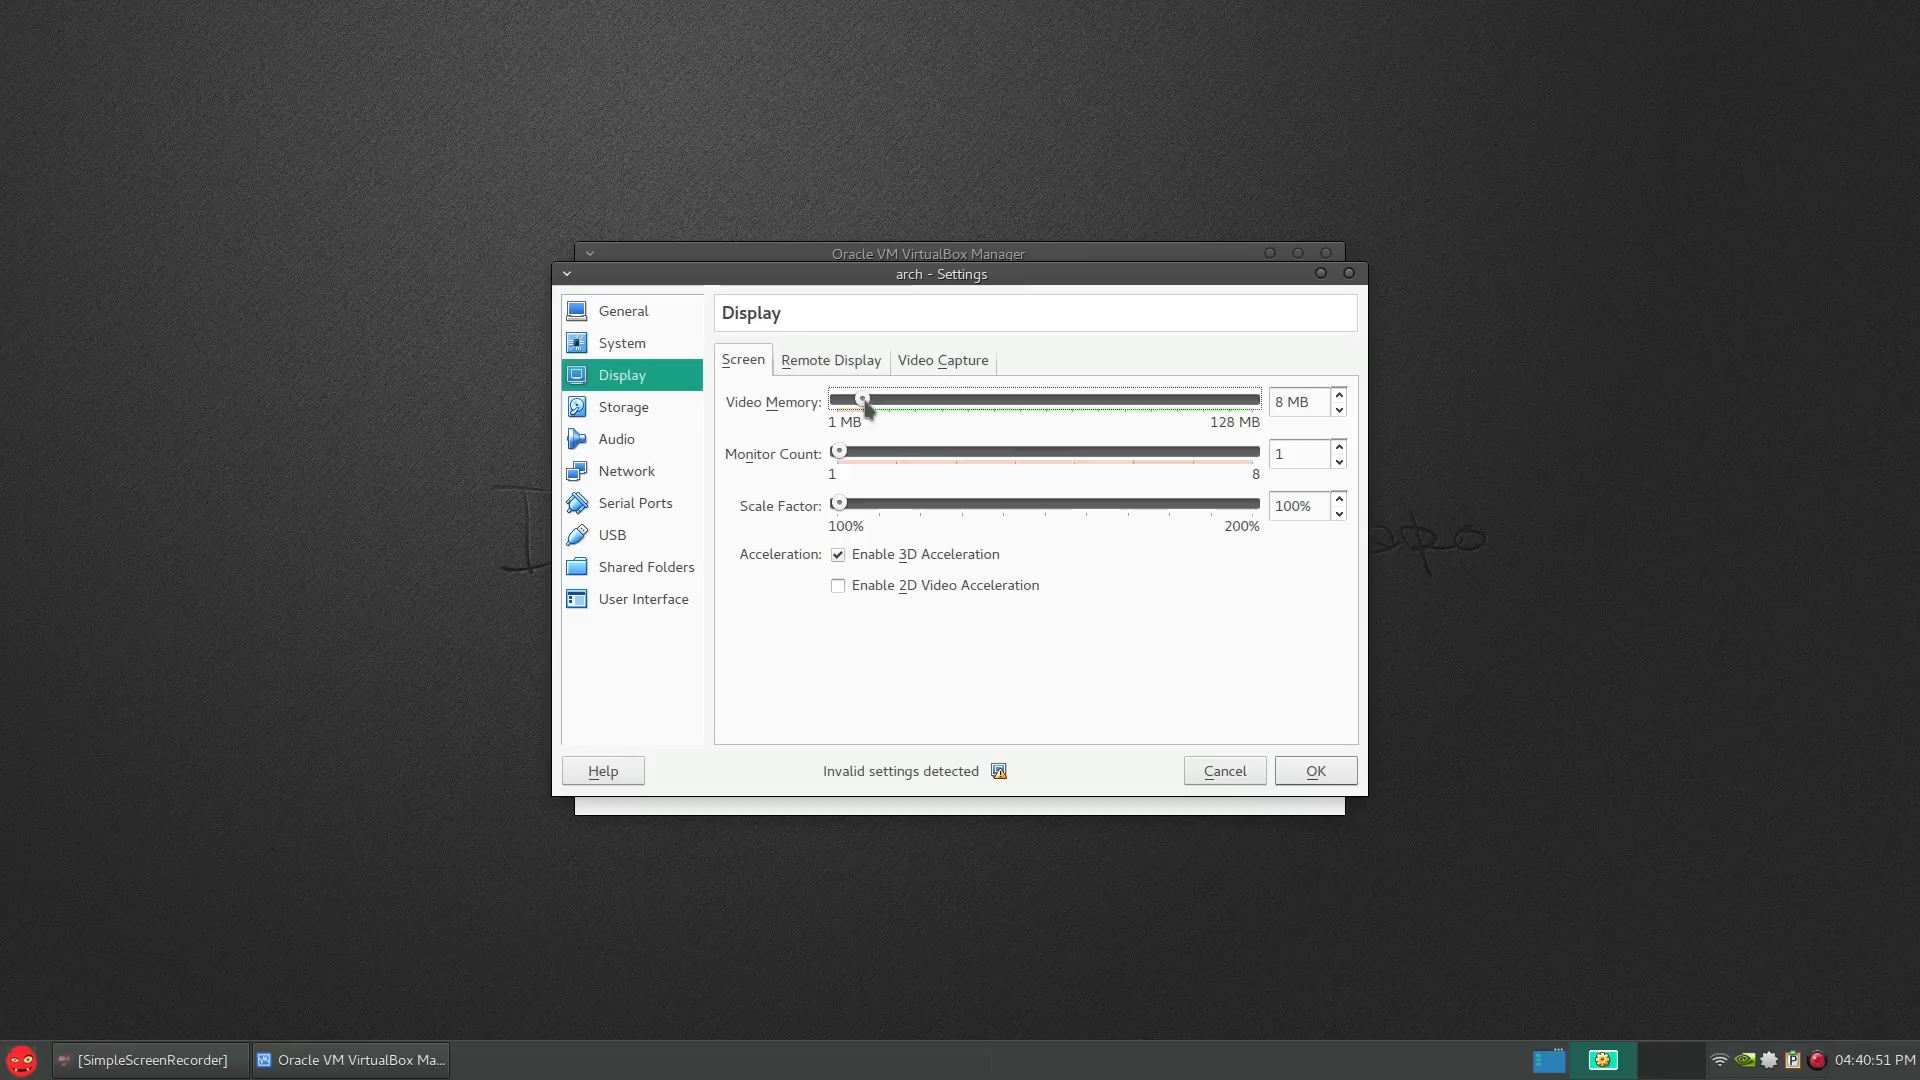 Oracle VM VirtualBox Manager
arch - Settings
General
System
Display
Storage
Audio
Network
Serial Ports
USB
Shared Folders
User Interface
Display
Screen
Remote Display
Video Capture
Video Memory:
8 MB
1 MB
128 MB
Monitor Count:
1
1
8
Scale Factor:
100%
100%
200%
Acceleration:
Enable 3D Acceleration
Enable 2D Video Acceleration
Help
Invalid settings detected
Cancel
OK
[SimpleScreenRecorder]
Oracle VM VirtualBox Ma...
04:40:51 PM